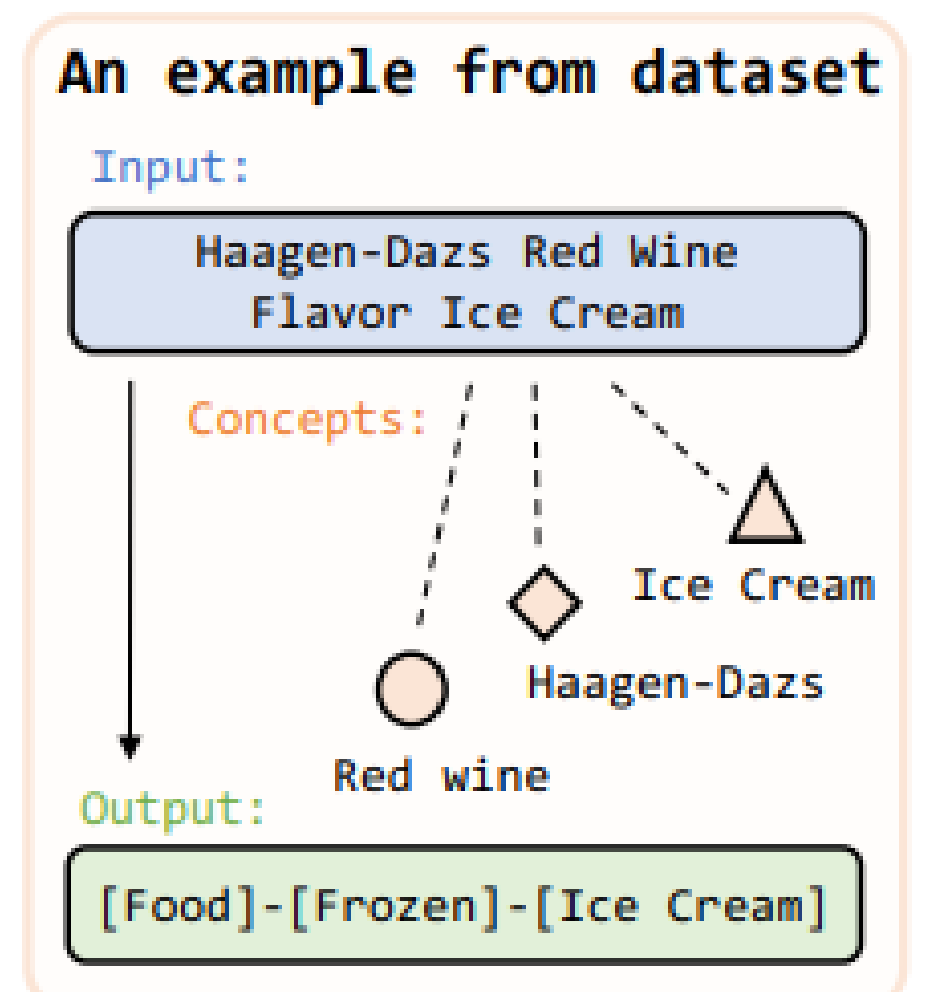 An example from dataset
Input:
Haagen-Dazs Red Wine
Flavor Ice Cream
Concepts:
Ice Cream
Haagen-Dazs
Red wine
Output:
[Food]-[Frozen]-[Ice Cream]